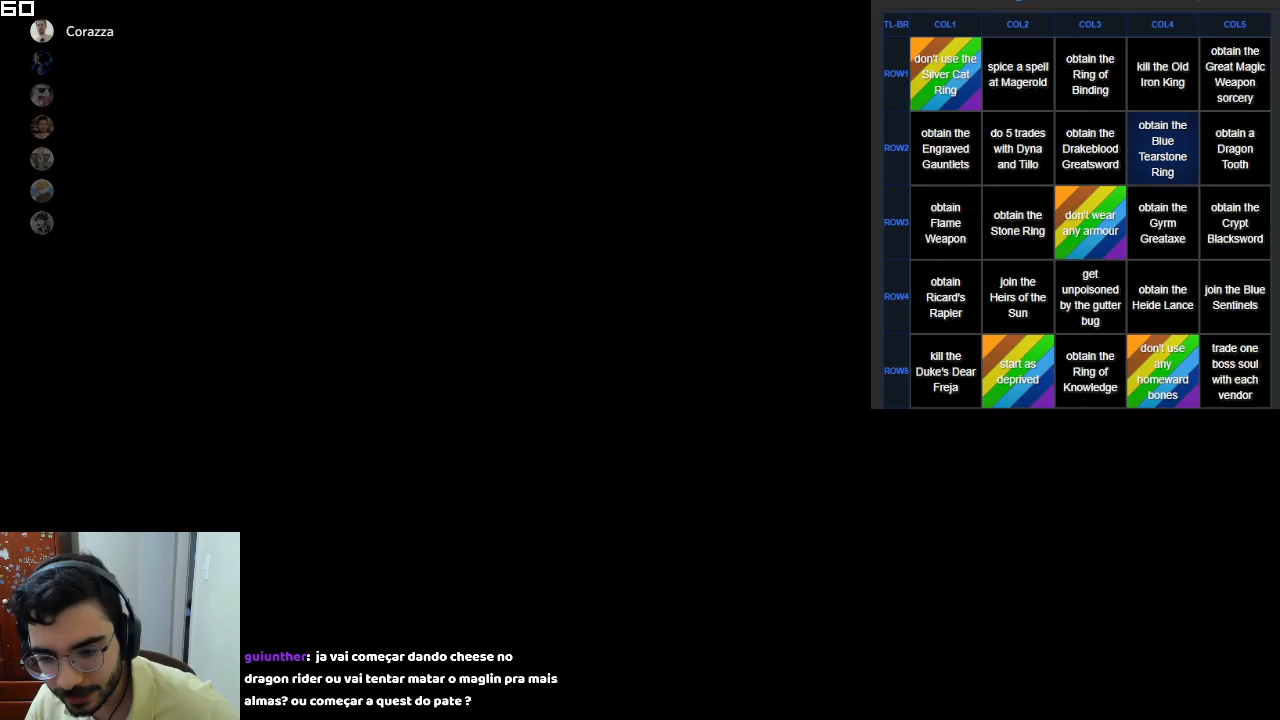 60
Corazza
TL-BR COL1 COL2 COL3 COL4 COL5
ROW1
don't use the
Silver Cat
Ring
spice a spell
at Magerold
obtain the
Ring of
Binding
kill the Old
Iron King
obtain the
Great Magic
Weapon
sorcery
ROW2
obtain the
Engraved
Gauntlets
do 5 trades
with Dyna
and Tillo
obtain the
Drakeblood
Greatsword
obtain the
Blue
Tearstone
Ring
obtain a
Dragon
Tooth
ROW3
obtain
Flame
Weapon
obtain the
Stone Ring
don't wear
any armour
obtain the
Gyrm
Greataxe
obtain the
Crypt
Blacksword
ROW4
obtain
Ricard's
Rapier
join the
Heirs of the
Sun
get
unpoisoned
by the gutter
bug
obtain the
Heide Lance
join the Blue
Sentinels
ROW5
kill the
Duke's Dear
Freja
start as
deprived
obtain the
Ring of
Knowledge
don't use
any
homeward
bones
trade one
boss soul
with each
vendor
guiunther: ja vai começar dando cheese no
dragon rider ou vai tentar matar o maglin pra mais
almas? ou começar a quest do pate ?